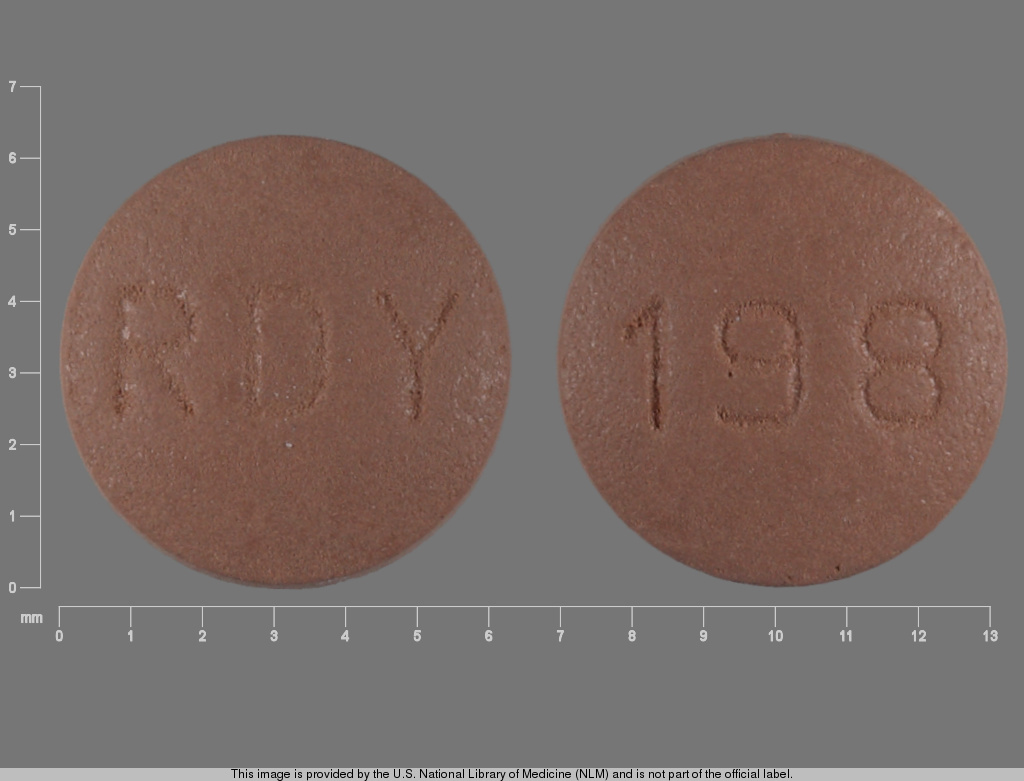 7
6
5
4
3
2
1
0
mm
RDY
198
0 1 2 3 4 5 6 7 8 9 10 11 12 13
This image is provided by the U.S. National Library of Medicine (NLM) and is not part of the official label.